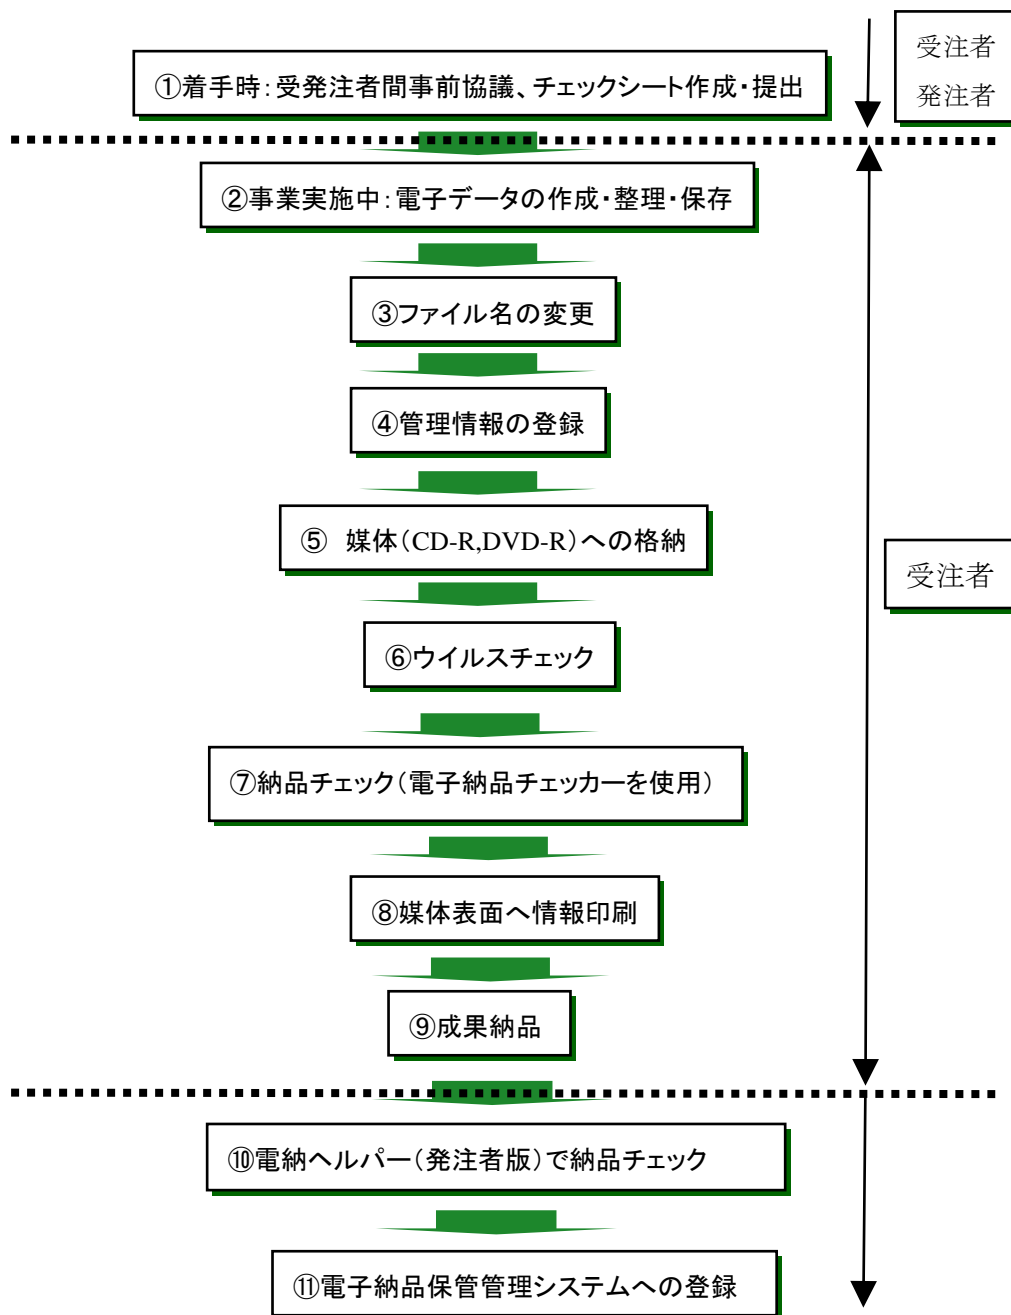 受注者
発注者
①着手時：受発注者間事前協議、チェックシート作成・提出
②事業実施中：電子データの作成・整理・保存
③ファイル名の変更
④管理情報の登録
⑤　媒体（CD-R,DVD-R）への格納
受注者
⑥ウイルスチェック
⑦納品チェック（電子納品チェッカーを使用）
⑧媒体表面へ情報印刷
⑨成果納品
⑩電納ヘルパー（発注者版）で納品チェック
⑪電子納品保管管理システムへの登録